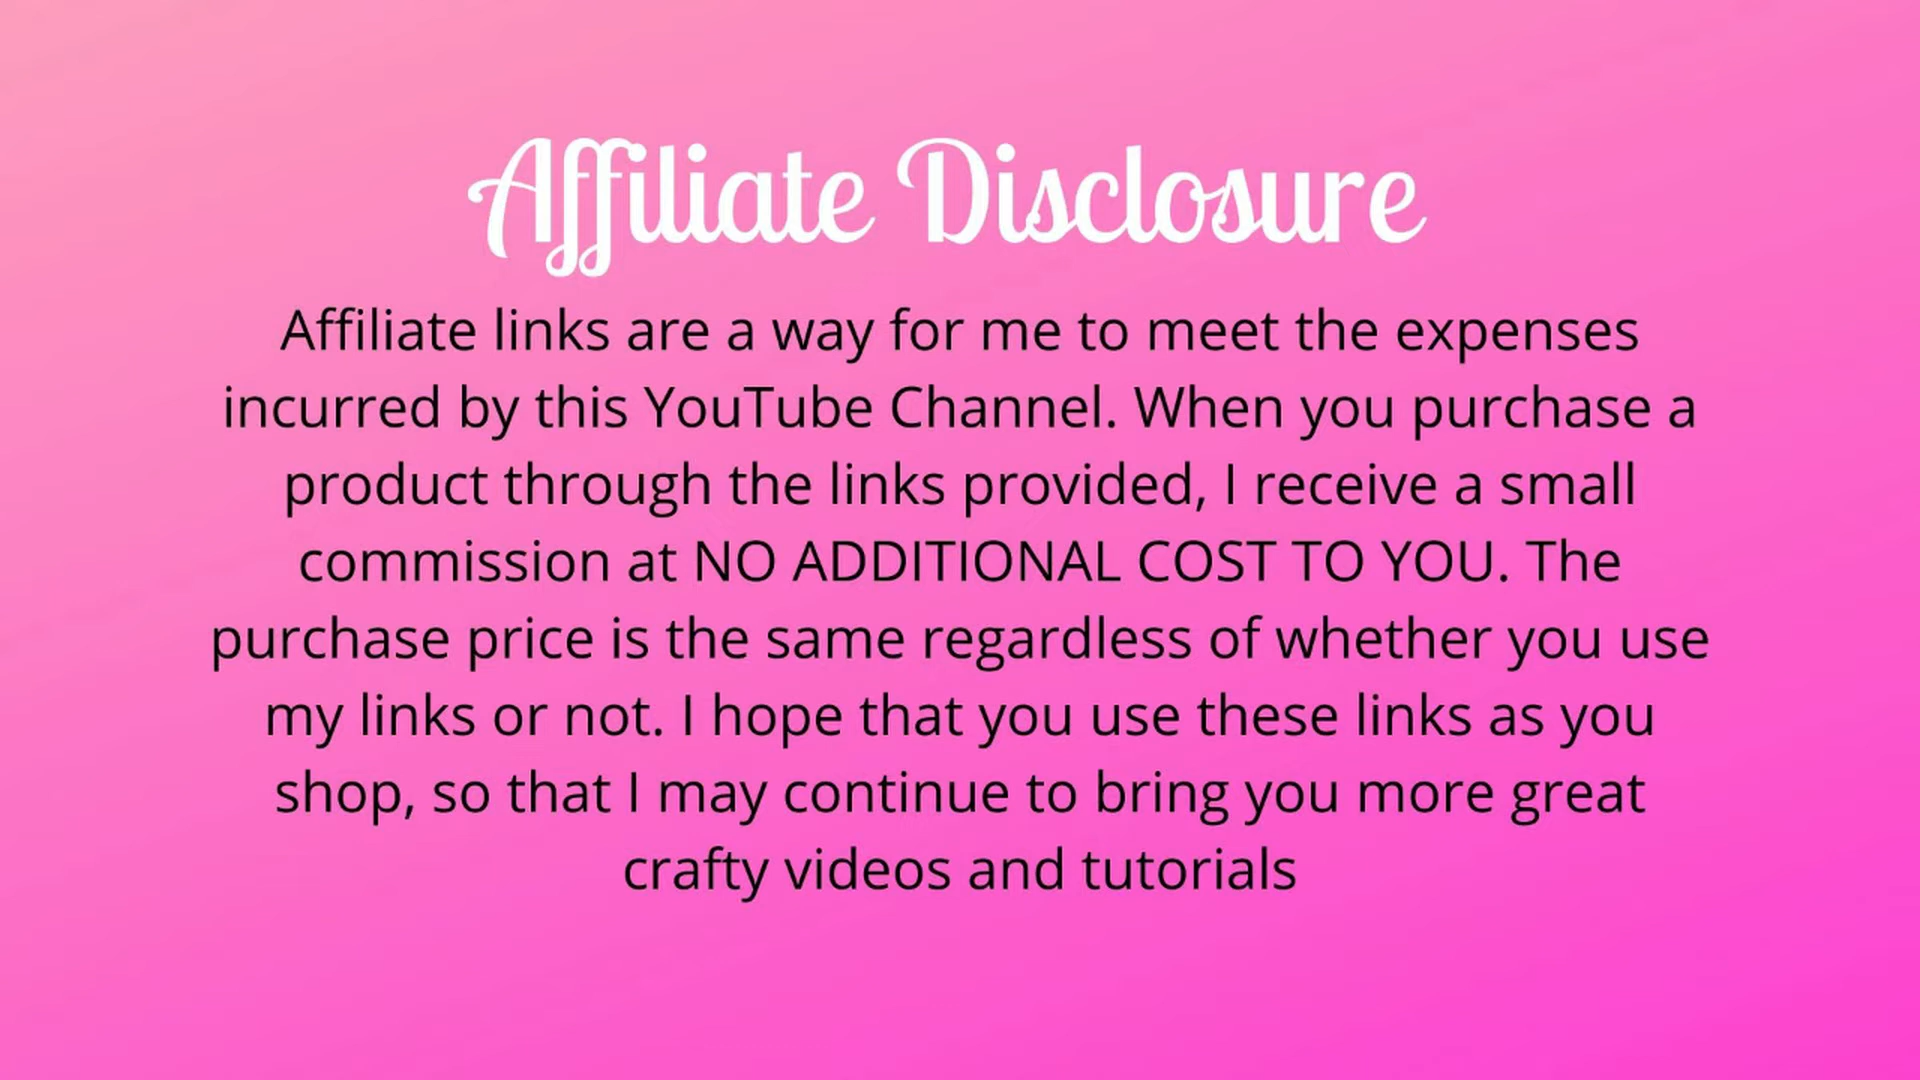 Affiliate Disclosure
Affiliate links are a way for me to meet the expenses
incurred by this YouTube Channel. When you purchase a
product through the links provided, I receive a small
commission at NO ADDITIONAL COST TO YOU. The
purchase price is the same regardless of whether you use
my links or not. I hope that you use these links as you
shop, so that I may continue to bring you more great
crafty videos and tutorials